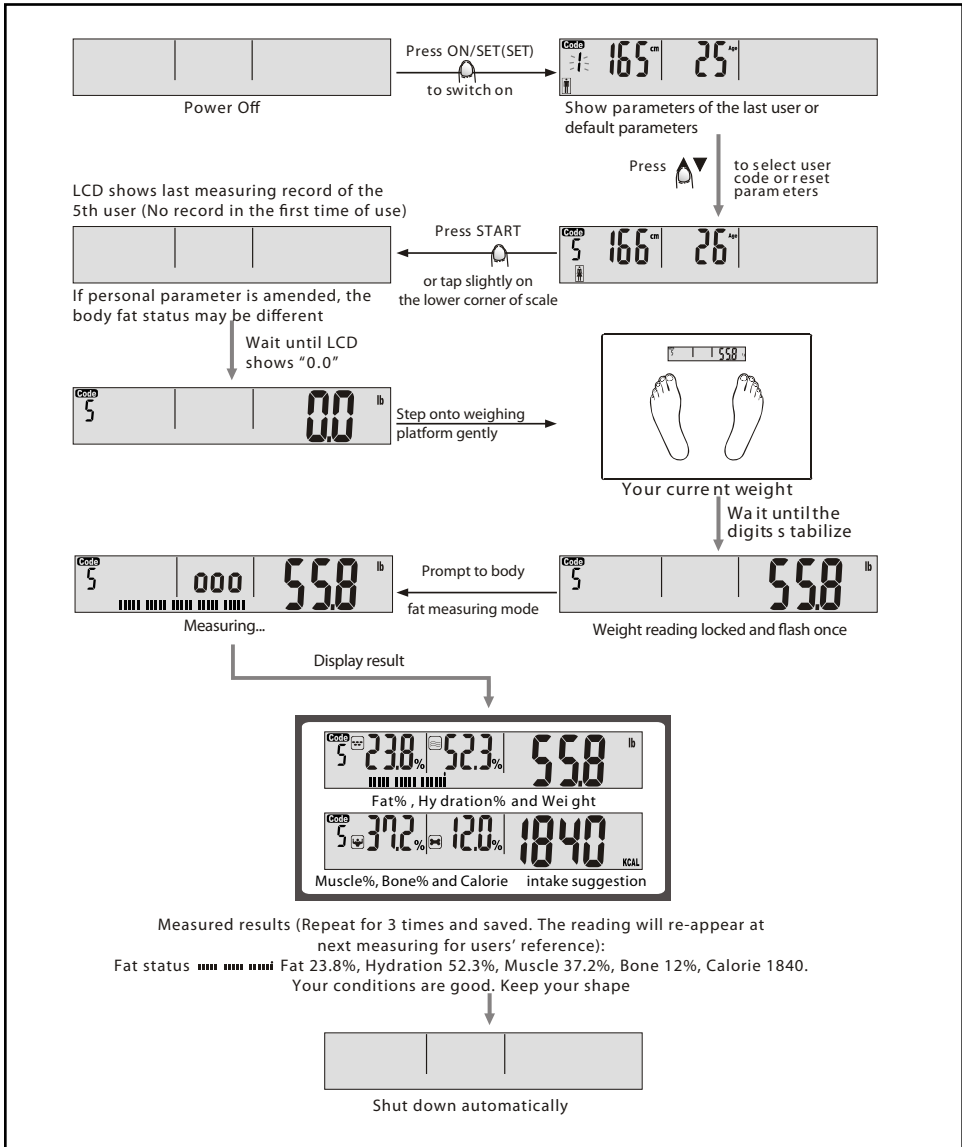 Power Off
Press ON/SET(SET)
to switch on
Code
1 165 cm 25 Age
Show parameters of the last user or
default parameters
Press
to select user
code or reset
parameters
Code
5 166 cm 26 Age
Press START
or tap slightly on
the lower corner of scale
LCD shows last measuring record of the
5th user (No record in the first time of use)
If personal parameter is amended, the
body fat status may be different
Wait until LCD
shows “0.0”
Code
5 0.0 lb
Step onto weighing
platform gently
5 55.8
Your current weight
Wait until the
digits stabilize
Code
5 55.8 lb
Weight reading locked and flash once
Prompt to body
fat measuring mode
Code
5 000 55.8 lb
Measuring...
Display result
Code
5 23.8% 52.3% 55.8 lb
Fat% , Hydration% and Weight
Code
5 37.2% 12.0% 1840 KCAL
Muscle%, Bone% and Calorie intake suggestion
Measured results (Repeat for 3 times and saved. The reading will re-appear at
next measuring for users’ reference):
Fat status Fat 23.8%, Hydration 52.3%, Muscle 37.2%, Bone 12%, Calorie 1840.
Your conditions are good. Keep your shape
Shut down automatically